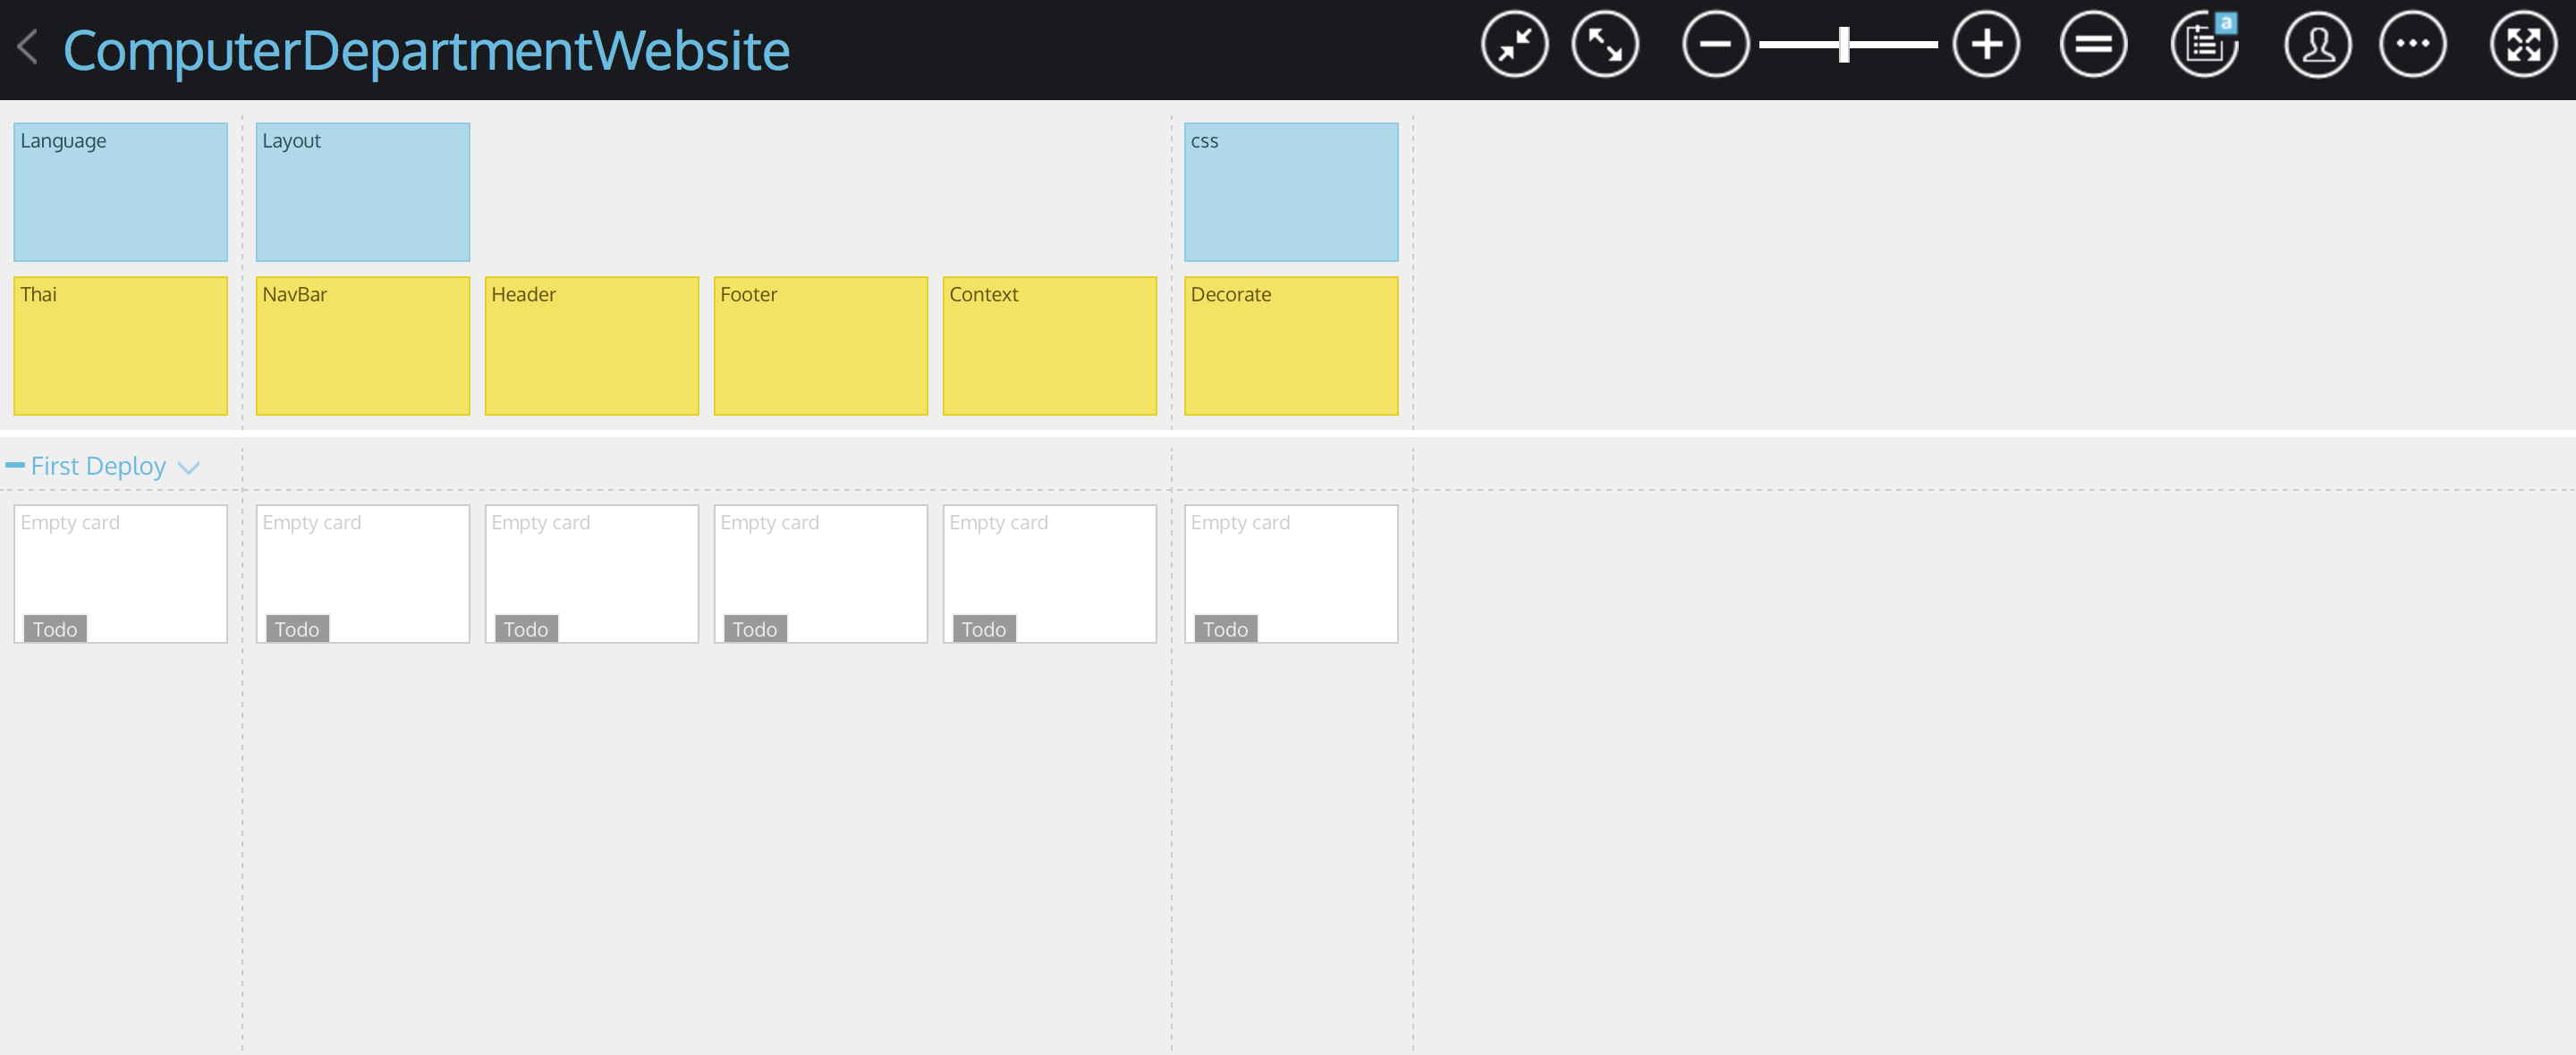 ComputerDepartmentWebsite
a
Language
Layout
css
Thai
NavBar
Header
Footer
Context
Decorate
First Deploy
Empty card
Empty card
Empty card
Empty card
Empty card
Empty card
Todo
Todo
Todo
Todo
Todo
Todo